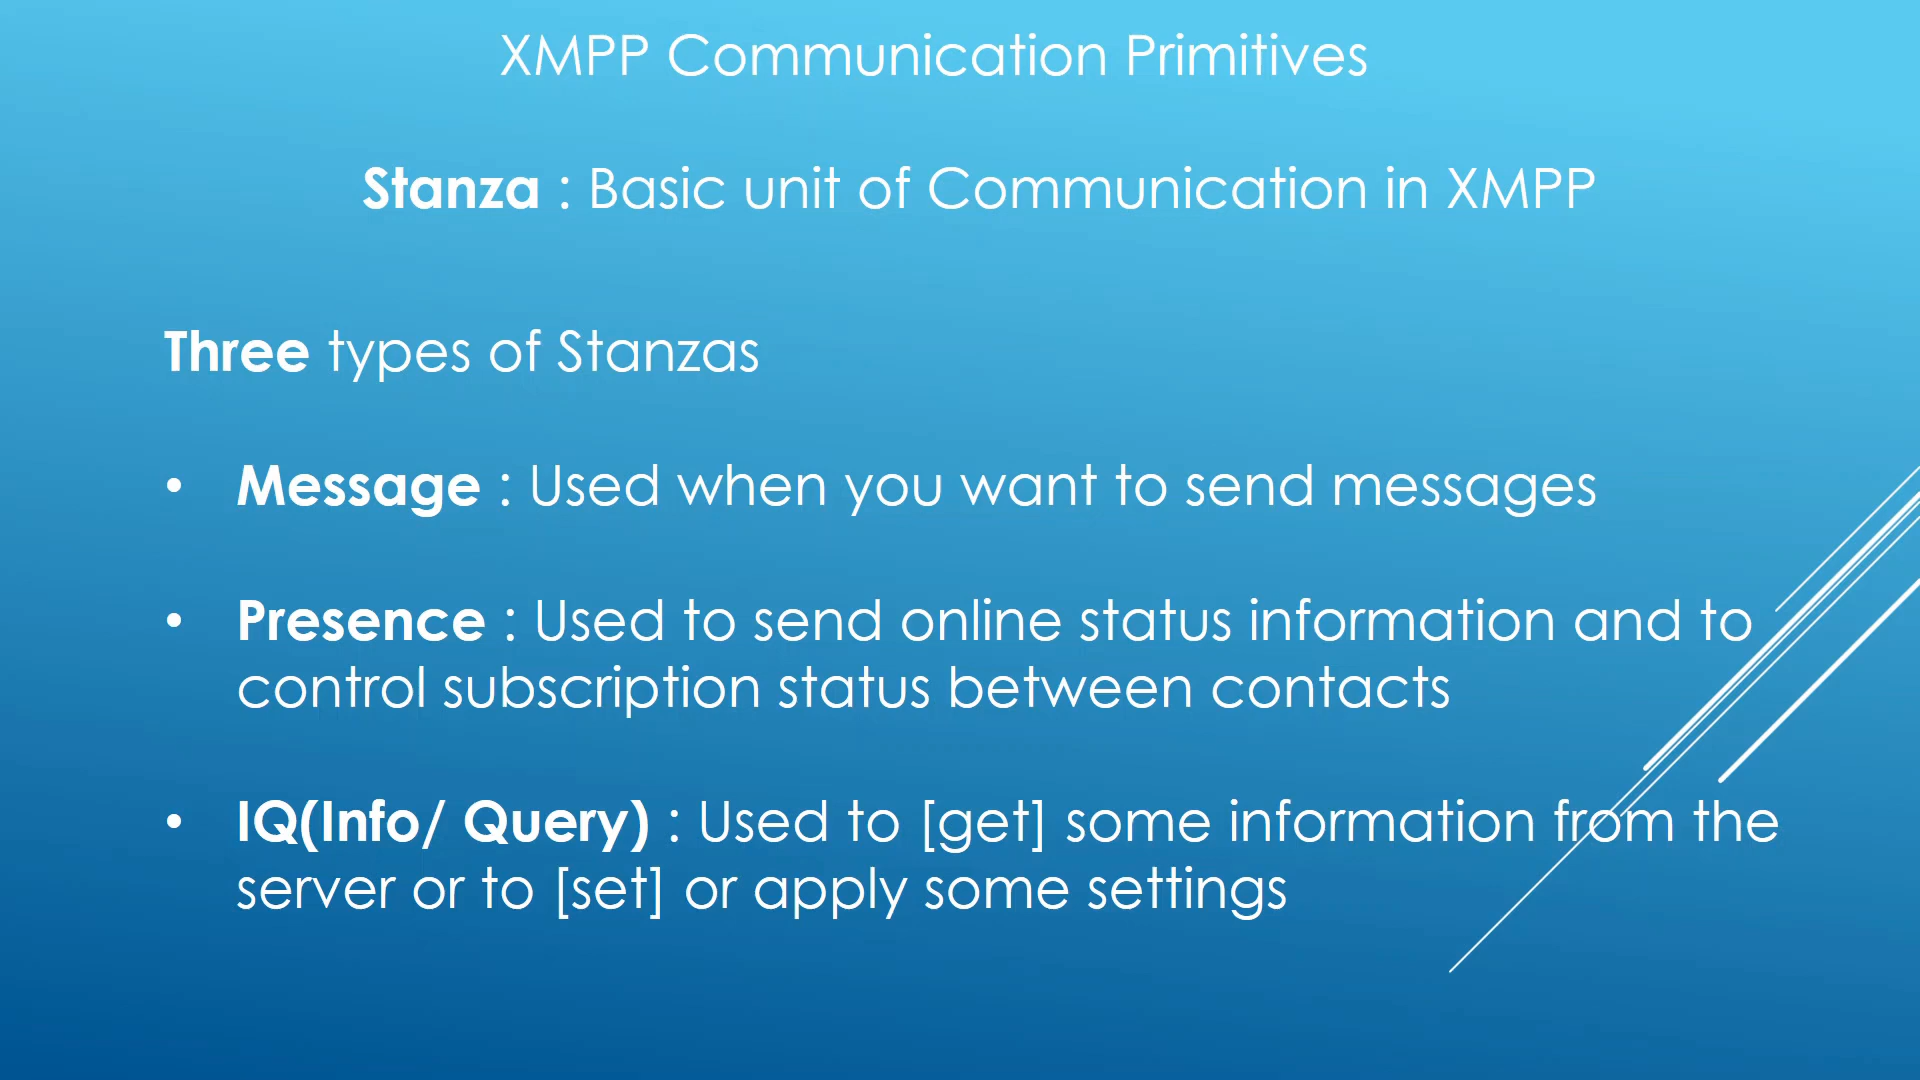 XMPP Communication Primitives
Stanza : Basic unit of Communication in XMPP
Three types of Stanzas
• Message : Used when you want to send messages
• Presence : Used to send online status information and to
control subscription status between contacts
• IQ(Info/ Query) : Used to [get] some information from the
server or to [set] or apply some settings